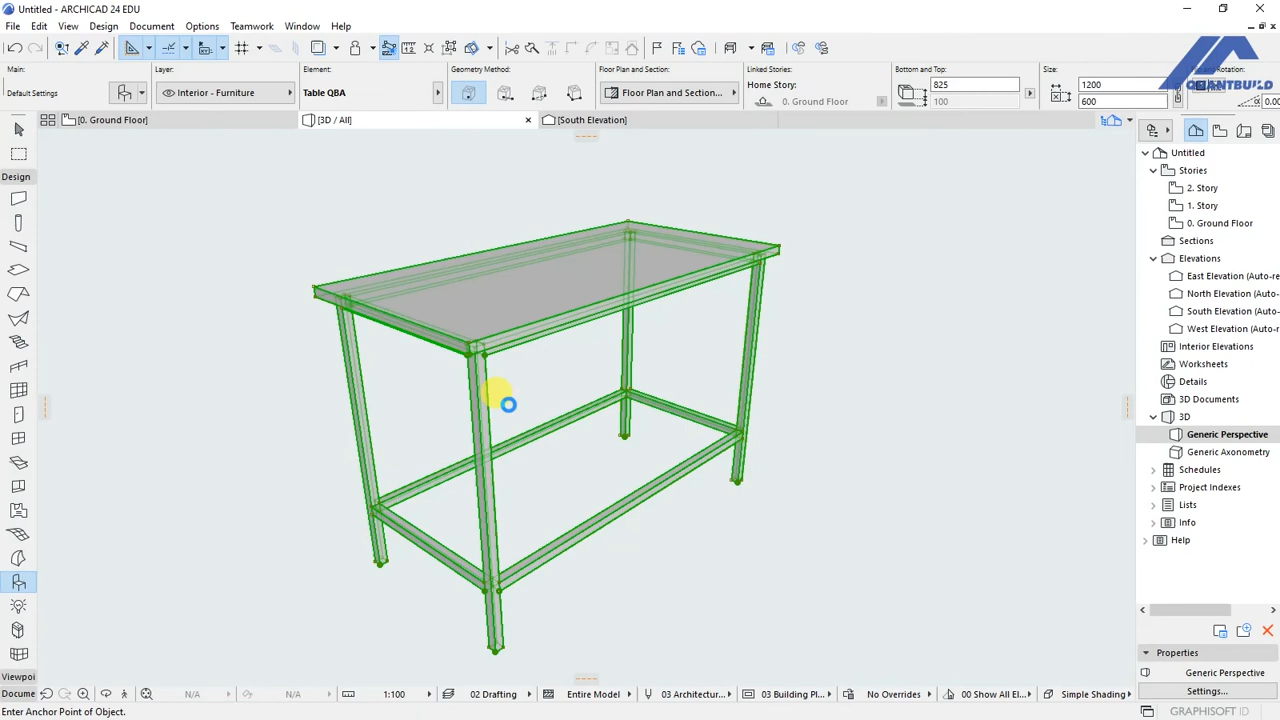 Untitled - ARCHICAD 24 EDU
File Edit View Design Document Options Teamwork Window Help
Main:
Layer:
Element:
Geometry Method:
Floor Plan and Section:
Linked Stories:
Bottom and Top:
Size:
Rotation:
QUANTBUILD
Default Settings
Interior - Furniture
Table QBA
Floor Plan and Section...
Home Story:
0. Ground Floor
825
100
1200
600
0.00
[0. Ground Floor]
[3D / All]
[South Elevation]
Design
Untitled
Stories
2. Story
1. Story
0. Ground Floor
Sections
Elevations
East Elevation (Auto-re
North Elevation (Auto-r
South Elevation (Auto-r
West Elevation (Auto-r
Interior Elevations
Worksheets
Details
3D Documents
3D
Generic Perspective
Generic Axonometry
Schedules
Project Indexes
Lists
Info
Help
Properties
Generic Perspective
Settings...
Viewpoi
Docume
N/A
N/A
1:100
02 Drafting
Entire Model
03 Architectur...
03 Building Pl...
No Overrides
00 Show All El...
Simple Shading
Enter Anchor Point of Object.
GRAPHISOFT ID